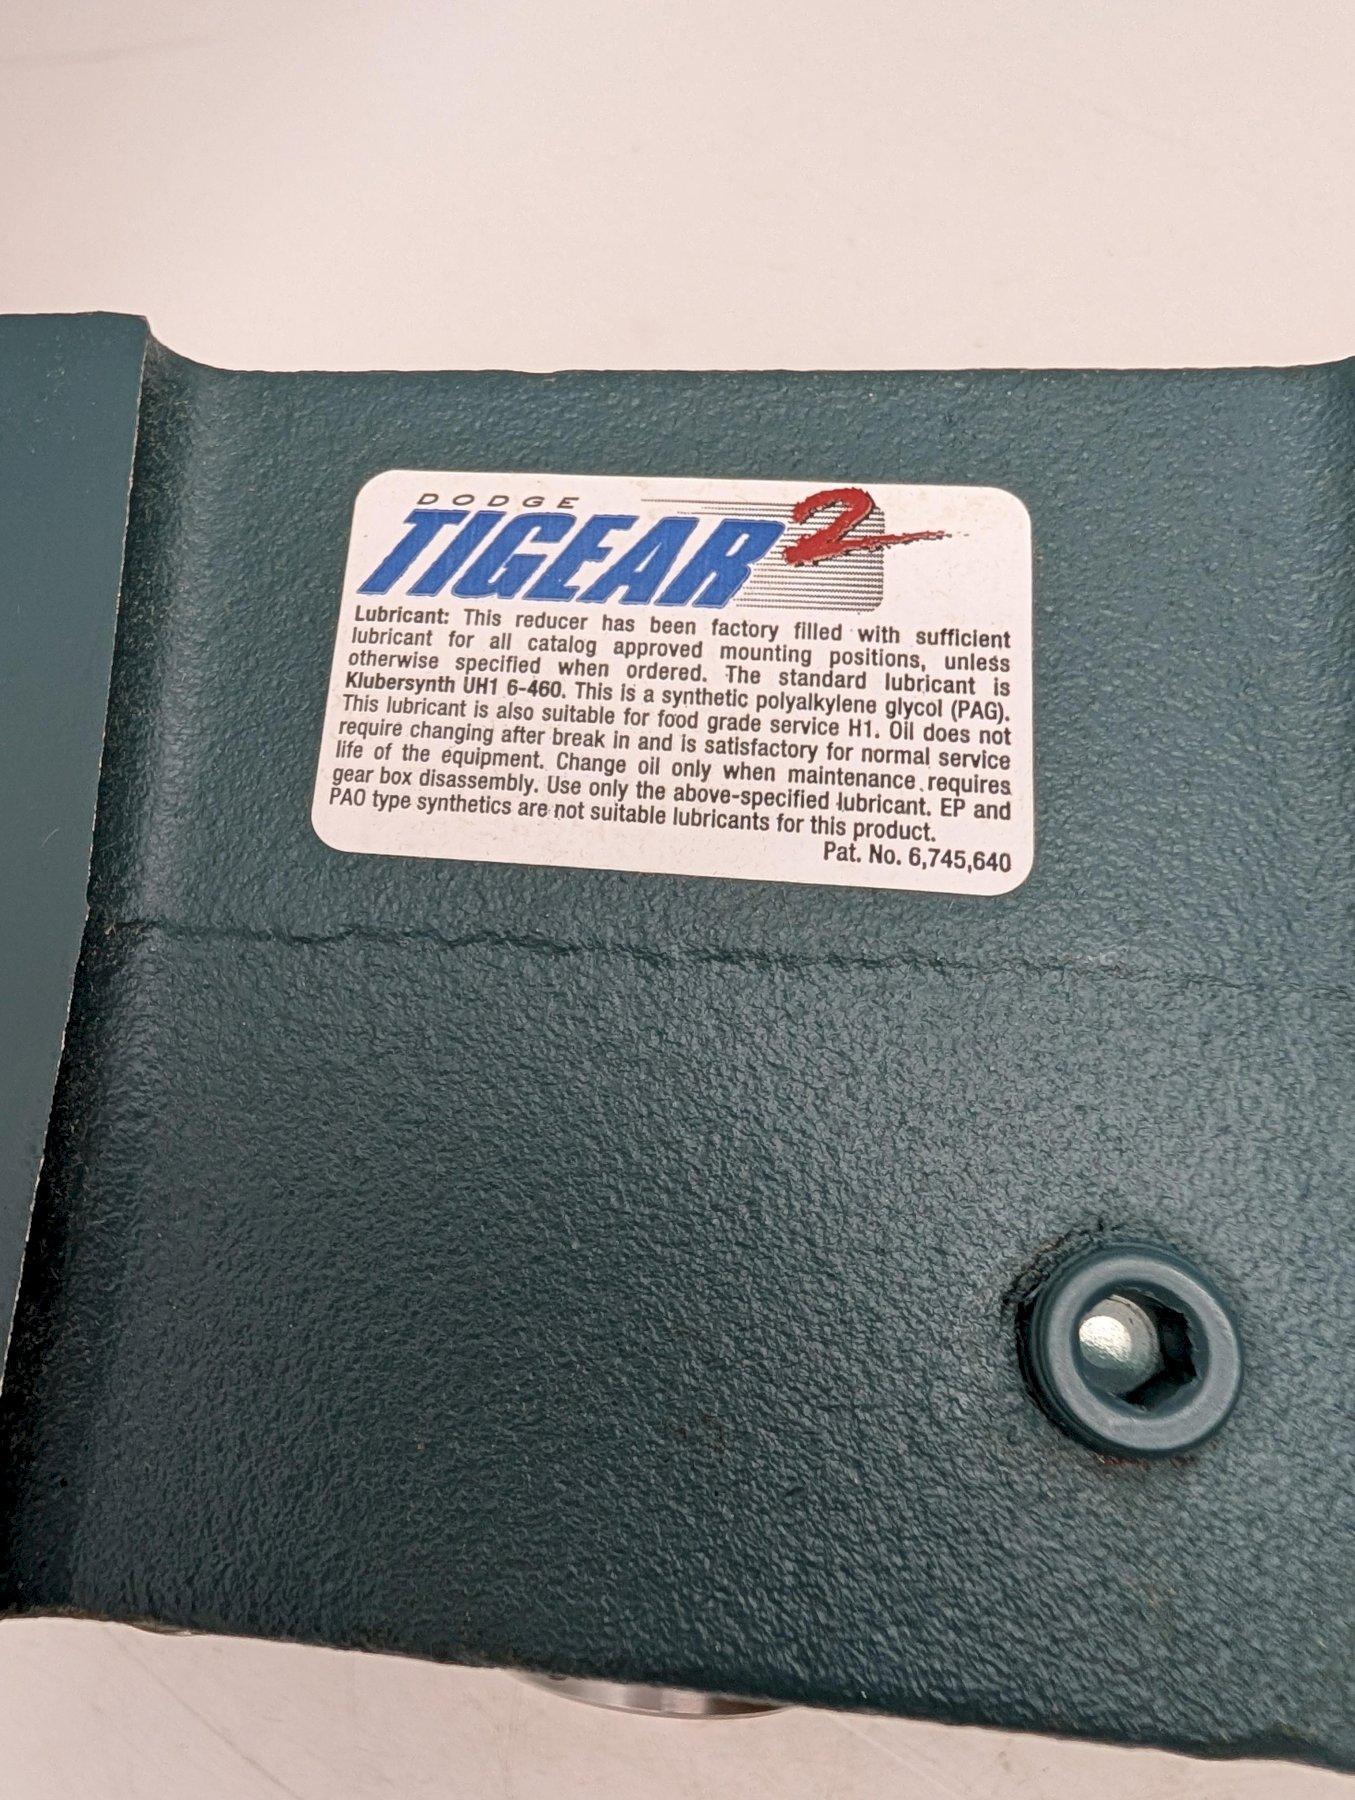 DODGE
TIGEAR 2
Lubricant: This reducer has been factory filled with sufficient
lubricant for all catalog approved mounting positions, unless
otherwise specified when ordered. The standard lubricant is
Klubersynth UH1 6-460. This is a synthetic polyalkylene glycol (PAG).
This lubricant is also suitable for food grade service H1. Oil does not
require changing after break in and is satisfactory for normal service
life of the equipment. Change oil only when maintenance requires
gear box disassembly. Use only the above-specified lubricant. EP and
PAO type synthetics are not suitable lubricants for this product.
Pat. No. 6,745,640